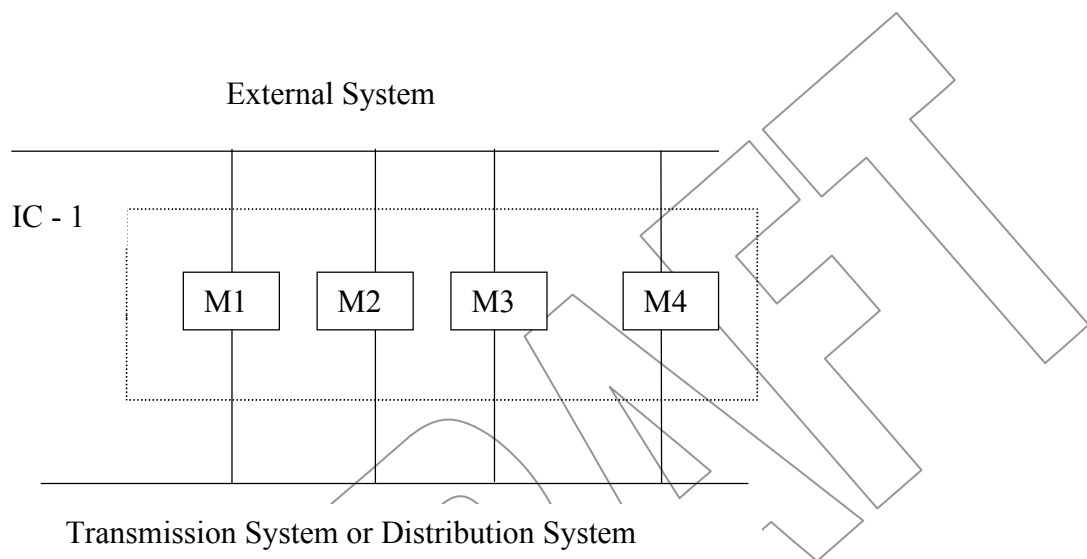 External System
IC - 1
M1 M2 M3 M4
Transmission System or Distribution System